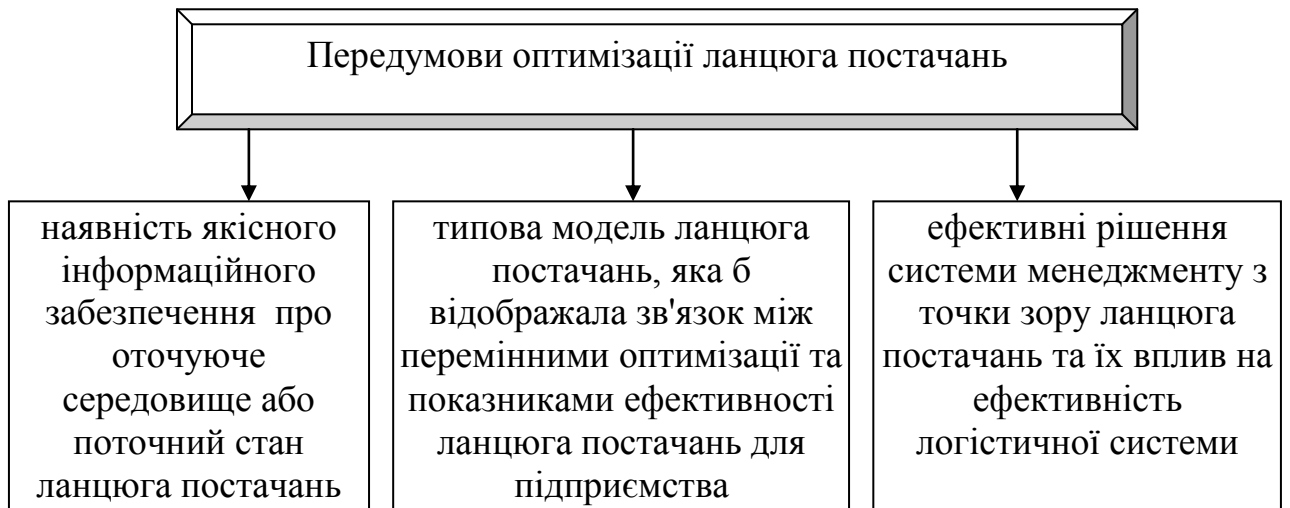 Передумови оптимізації ланцюга постачань
наявність якісного
інформаційного
забезпечення  про
оточуюче
середовище або
поточний стан
ланцюга постачань
типова модель ланцюга
постачань, яка б
відображала зв'язок між
перемінними оптимізації та
показниками ефективності
ланцюга постачань для
підприємства
ефективні рішення
системи менеджменту з
точки зору ланцюга
постачань та їх вплив на
ефективність
логістичної системи